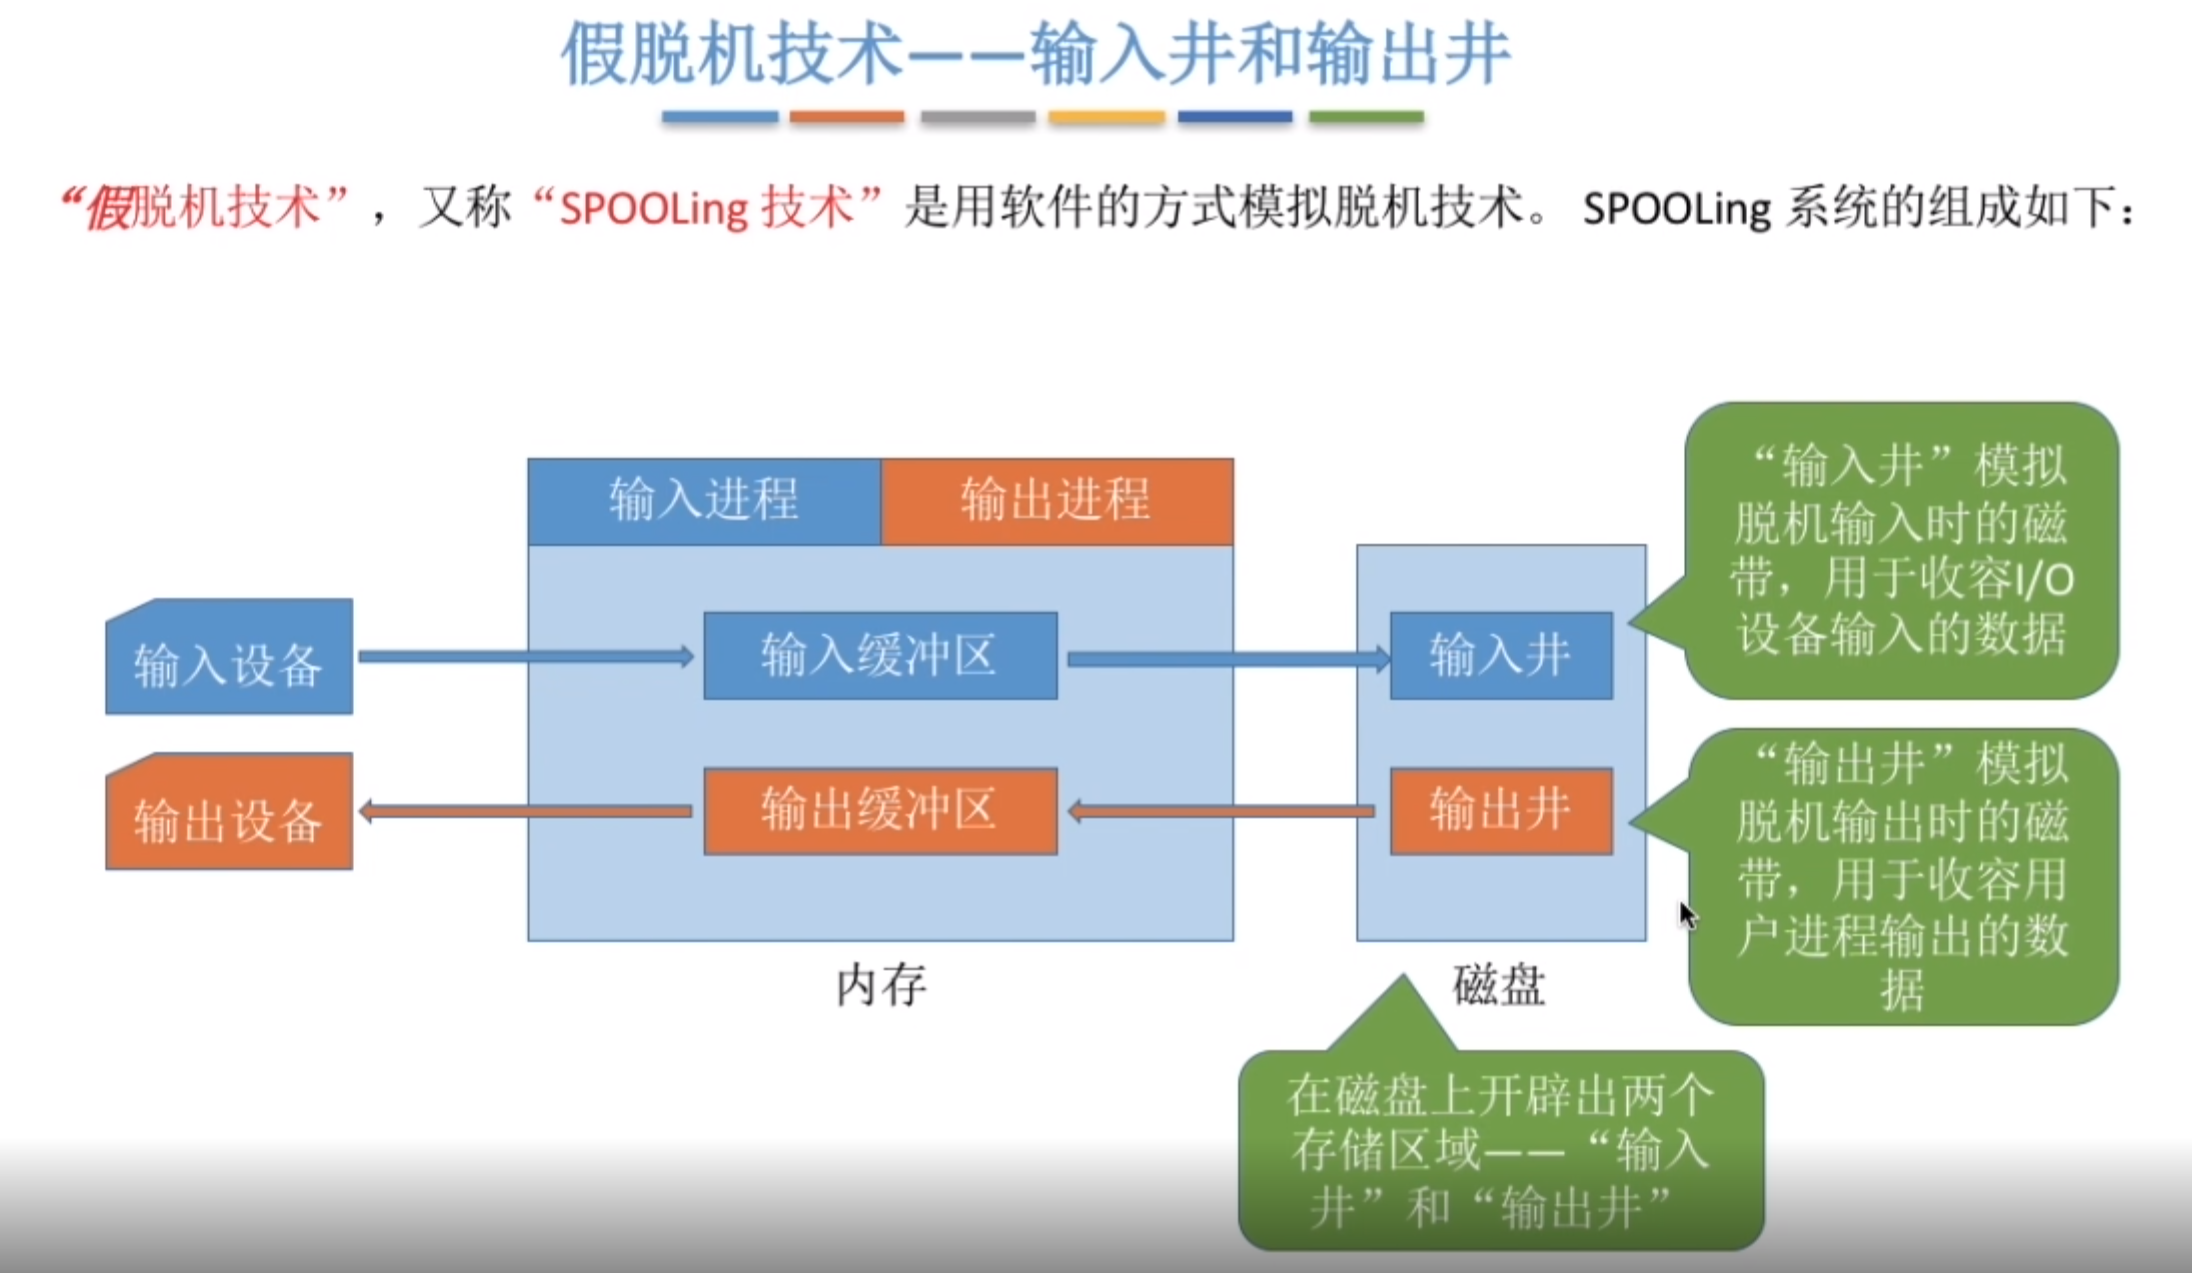 假脱机技术——输入井和输出井
“假脱机技术”，又称“SPOOLing 技术”是用软件的方式模拟脱机技术。SPOOLing 系统的组成如下：
输入进程
输出进程
输入设备
输入缓冲区
输入井
输出设备
输出缓冲区
输出井
内存
磁盘
“输入井”模拟
脱机输入时的磁
带，用于收容I/O
设备输入的数据
“输出井”模拟
脱机输出时的磁
带，用于收容用
户进程输出的数
据
在磁盘上开辟出两个
存储区域——“输入
井”和“输出井”